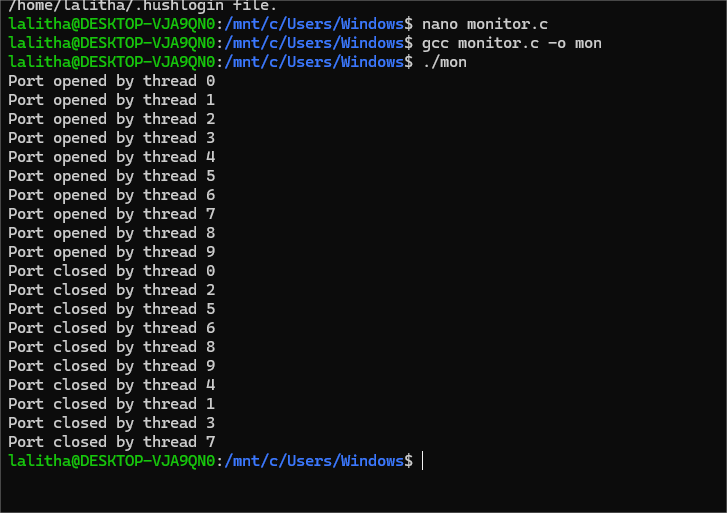 /home/lalitha/.hushlogin file.
lalitha@DESKTOP-VJA9QN0:/mnt/c/Users/Windows$ nano monitor.c
lalitha@DESKTOP-VJA9QN0:/mnt/c/Users/Windows$ gcc monitor.c -o mon
lalitha@DESKTOP-VJA9QN0:/mnt/c/Users/Windows$ ./mon
Port opened by thread 0
Port opened by thread 1
Port opened by thread 2
Port opened by thread 3
Port opened by thread 4
Port opened by thread 5
Port opened by thread 6
Port opened by thread 7
Port opened by thread 8
Port opened by thread 9
Port closed by thread 0
Port closed by thread 2
Port closed by thread 5
Port closed by thread 6
Port closed by thread 8
Port closed by thread 9
Port closed by thread 4
Port closed by thread 1
Port closed by thread 3
Port closed by thread 7
lalitha@DESKTOP-VJA9QN0:/mnt/c/Users/Windows$